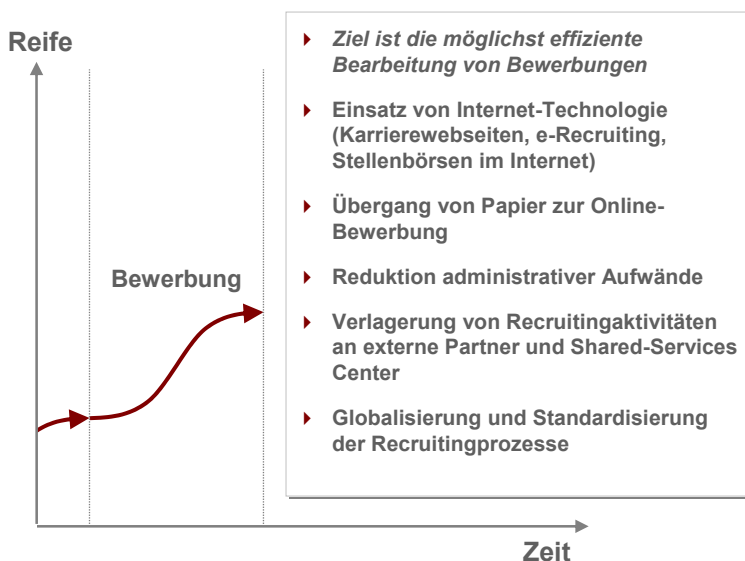 Reife
Ziel ist die möglichst effiziente
Bearbeitung von Bewerbungen
Einsatz von Internet-Technologie
(Karrierewebseiten, e-Recruiting,
Stellenbörsen im Internet)
Übergang von Papier zur Online-
Bewerbung
Bewerbung
Reduktion administrativer Aufwände
Verlagerung von Recruitingaktivitäten
an externe Partner und Shared-Services
Center
Globalisierung und Standardisierung
der Recruitingprozesse
Zeit